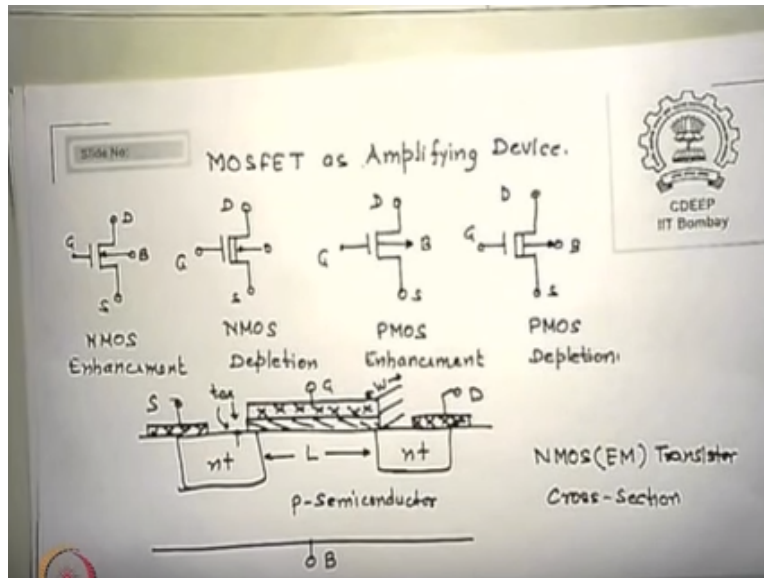 Slide No:
MOSFET as Amplifying Device.
CDEEP
IIT Bombay
D
G
B
S
NMOS
Enhancement
D
G
S
NMOS
Depletion
D
G
B
S
PMOS
Enhancement
D
G
B
S
PMOS
Depletion
S
tox
G
W
D
n+
L
n+
p-Semiconductor
B
NMOS(EM) Transistor
Cross-Section